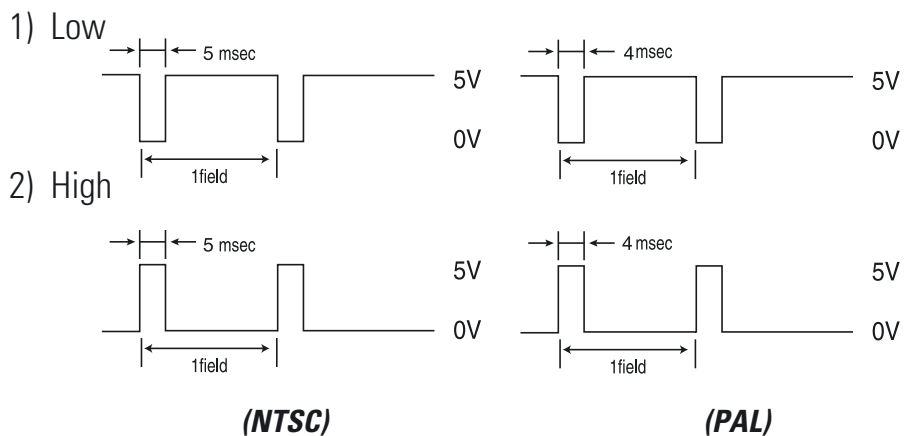 1) Low
5 msec
5V
0V
1field
4msec
5V
0V
1field
2) High
5 msec
5V
0V
1field
4 msec
5V
0V
1field
(NTSC)
(PAL)